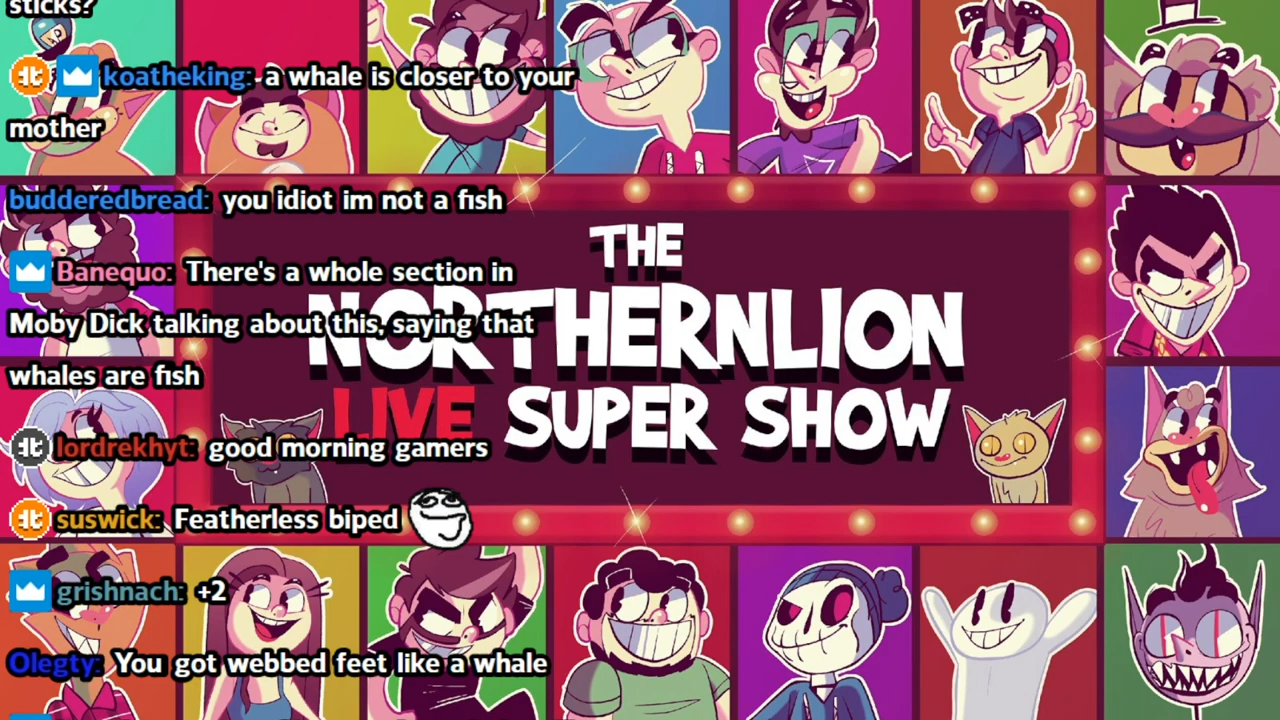 sticks?
koatheking: a whale is closer to your
mother
budderedbread: you idiot im not a fish
Banequo: There's a whole section in
Moby Dick talking about this, saying that
whales are fish
lordrekhyt: good morning gamers
suswick: Featherless biped
grishnach: +2
Olegty: You got webbed feet like a whale
THE
NORTHERNLION
LIVE SUPER SHOW